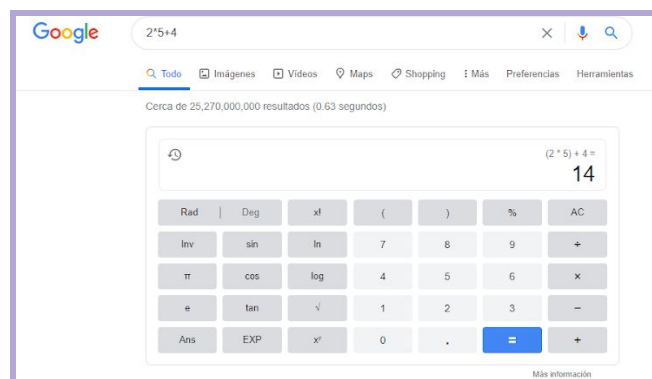 Google 2*5+4
Todo Imágenes Vídeos Maps Shopping Más Preferencias Herramientas
Cerca de 25,270,000,000 resultados (0.63 segundos)
(2 * 5) + 4 =
14
Rad | Deg x! ( ) % AC
Inv sin ln 7 8 9 ÷
π cos log 4 5 6 ×
e tan √ 1 2 3 −
Ans EXP xʸ 0 . = +
Más información